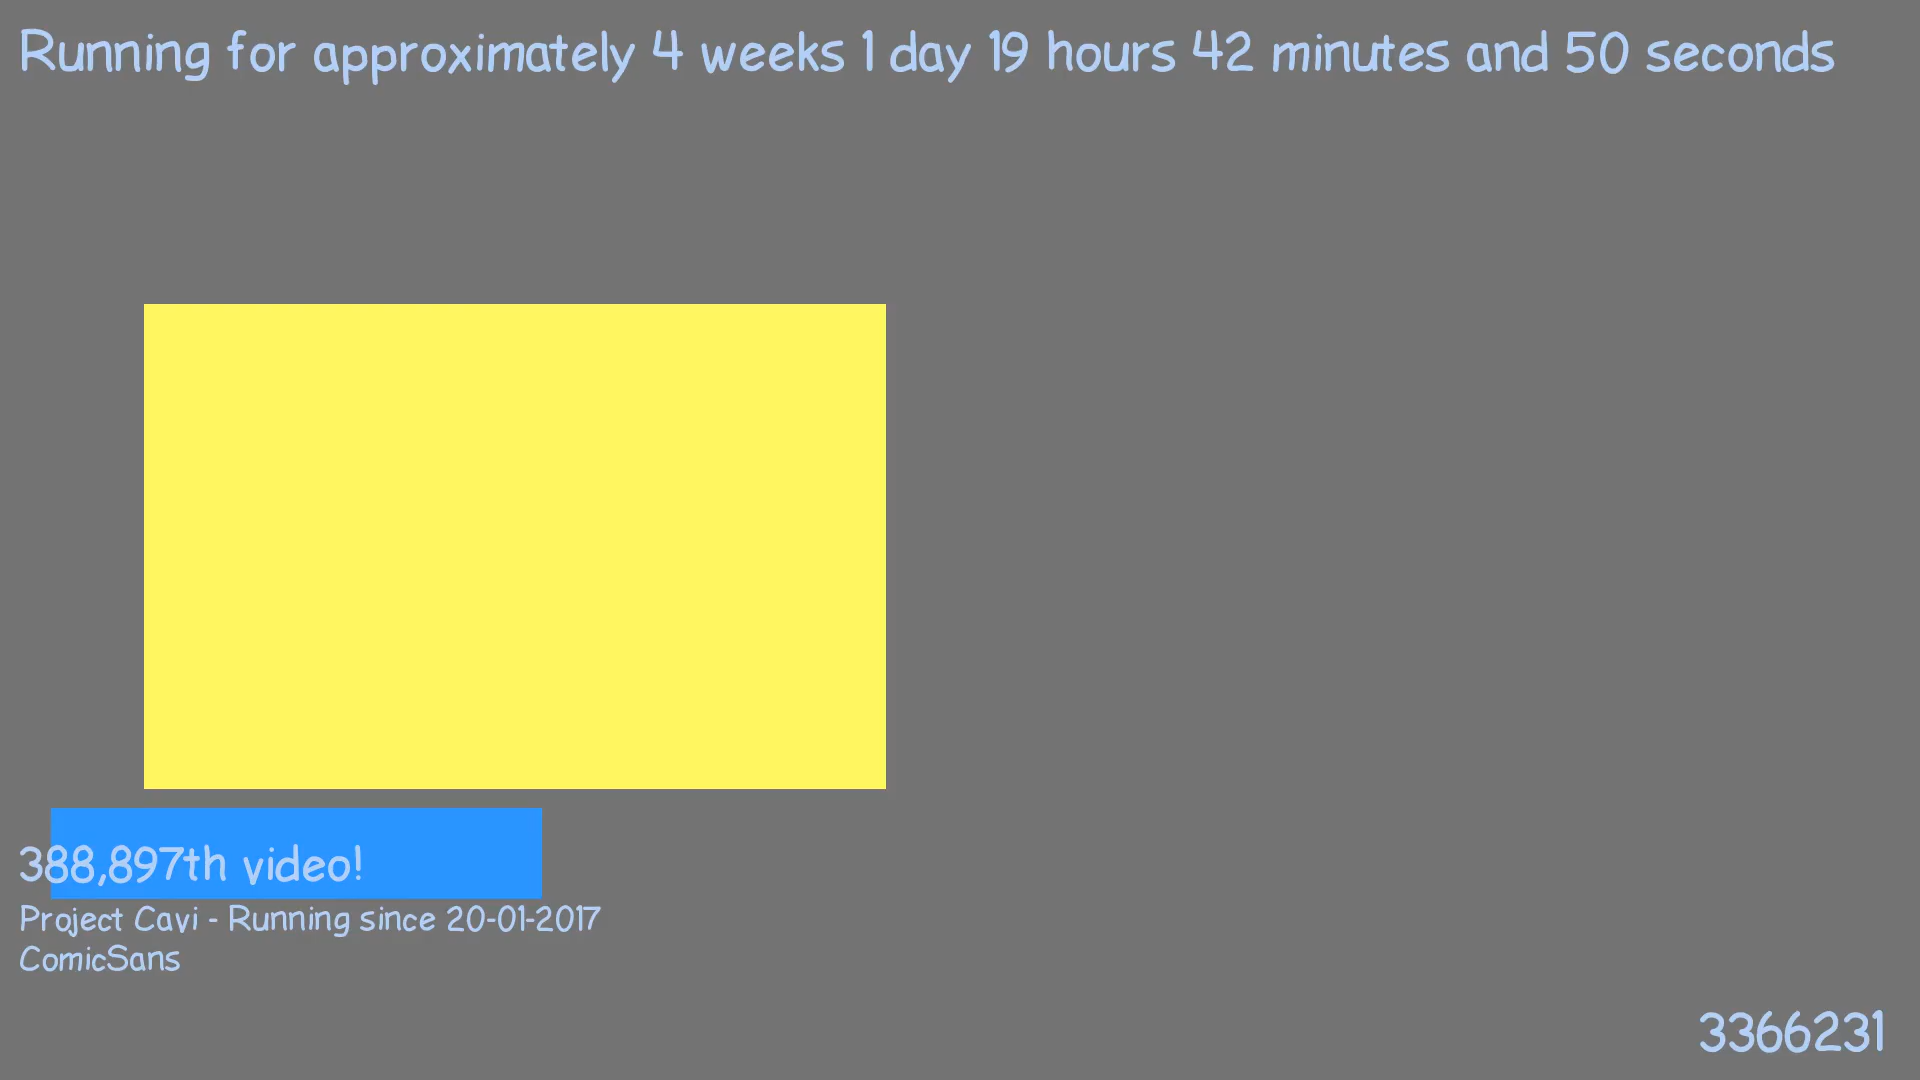 Running for approximately 4 weeks 1 day 19 hours 42 minutes and 50 seconds
388,897th video!
Project Cavi - Running since 20-01-2017
ComicSans
3366231